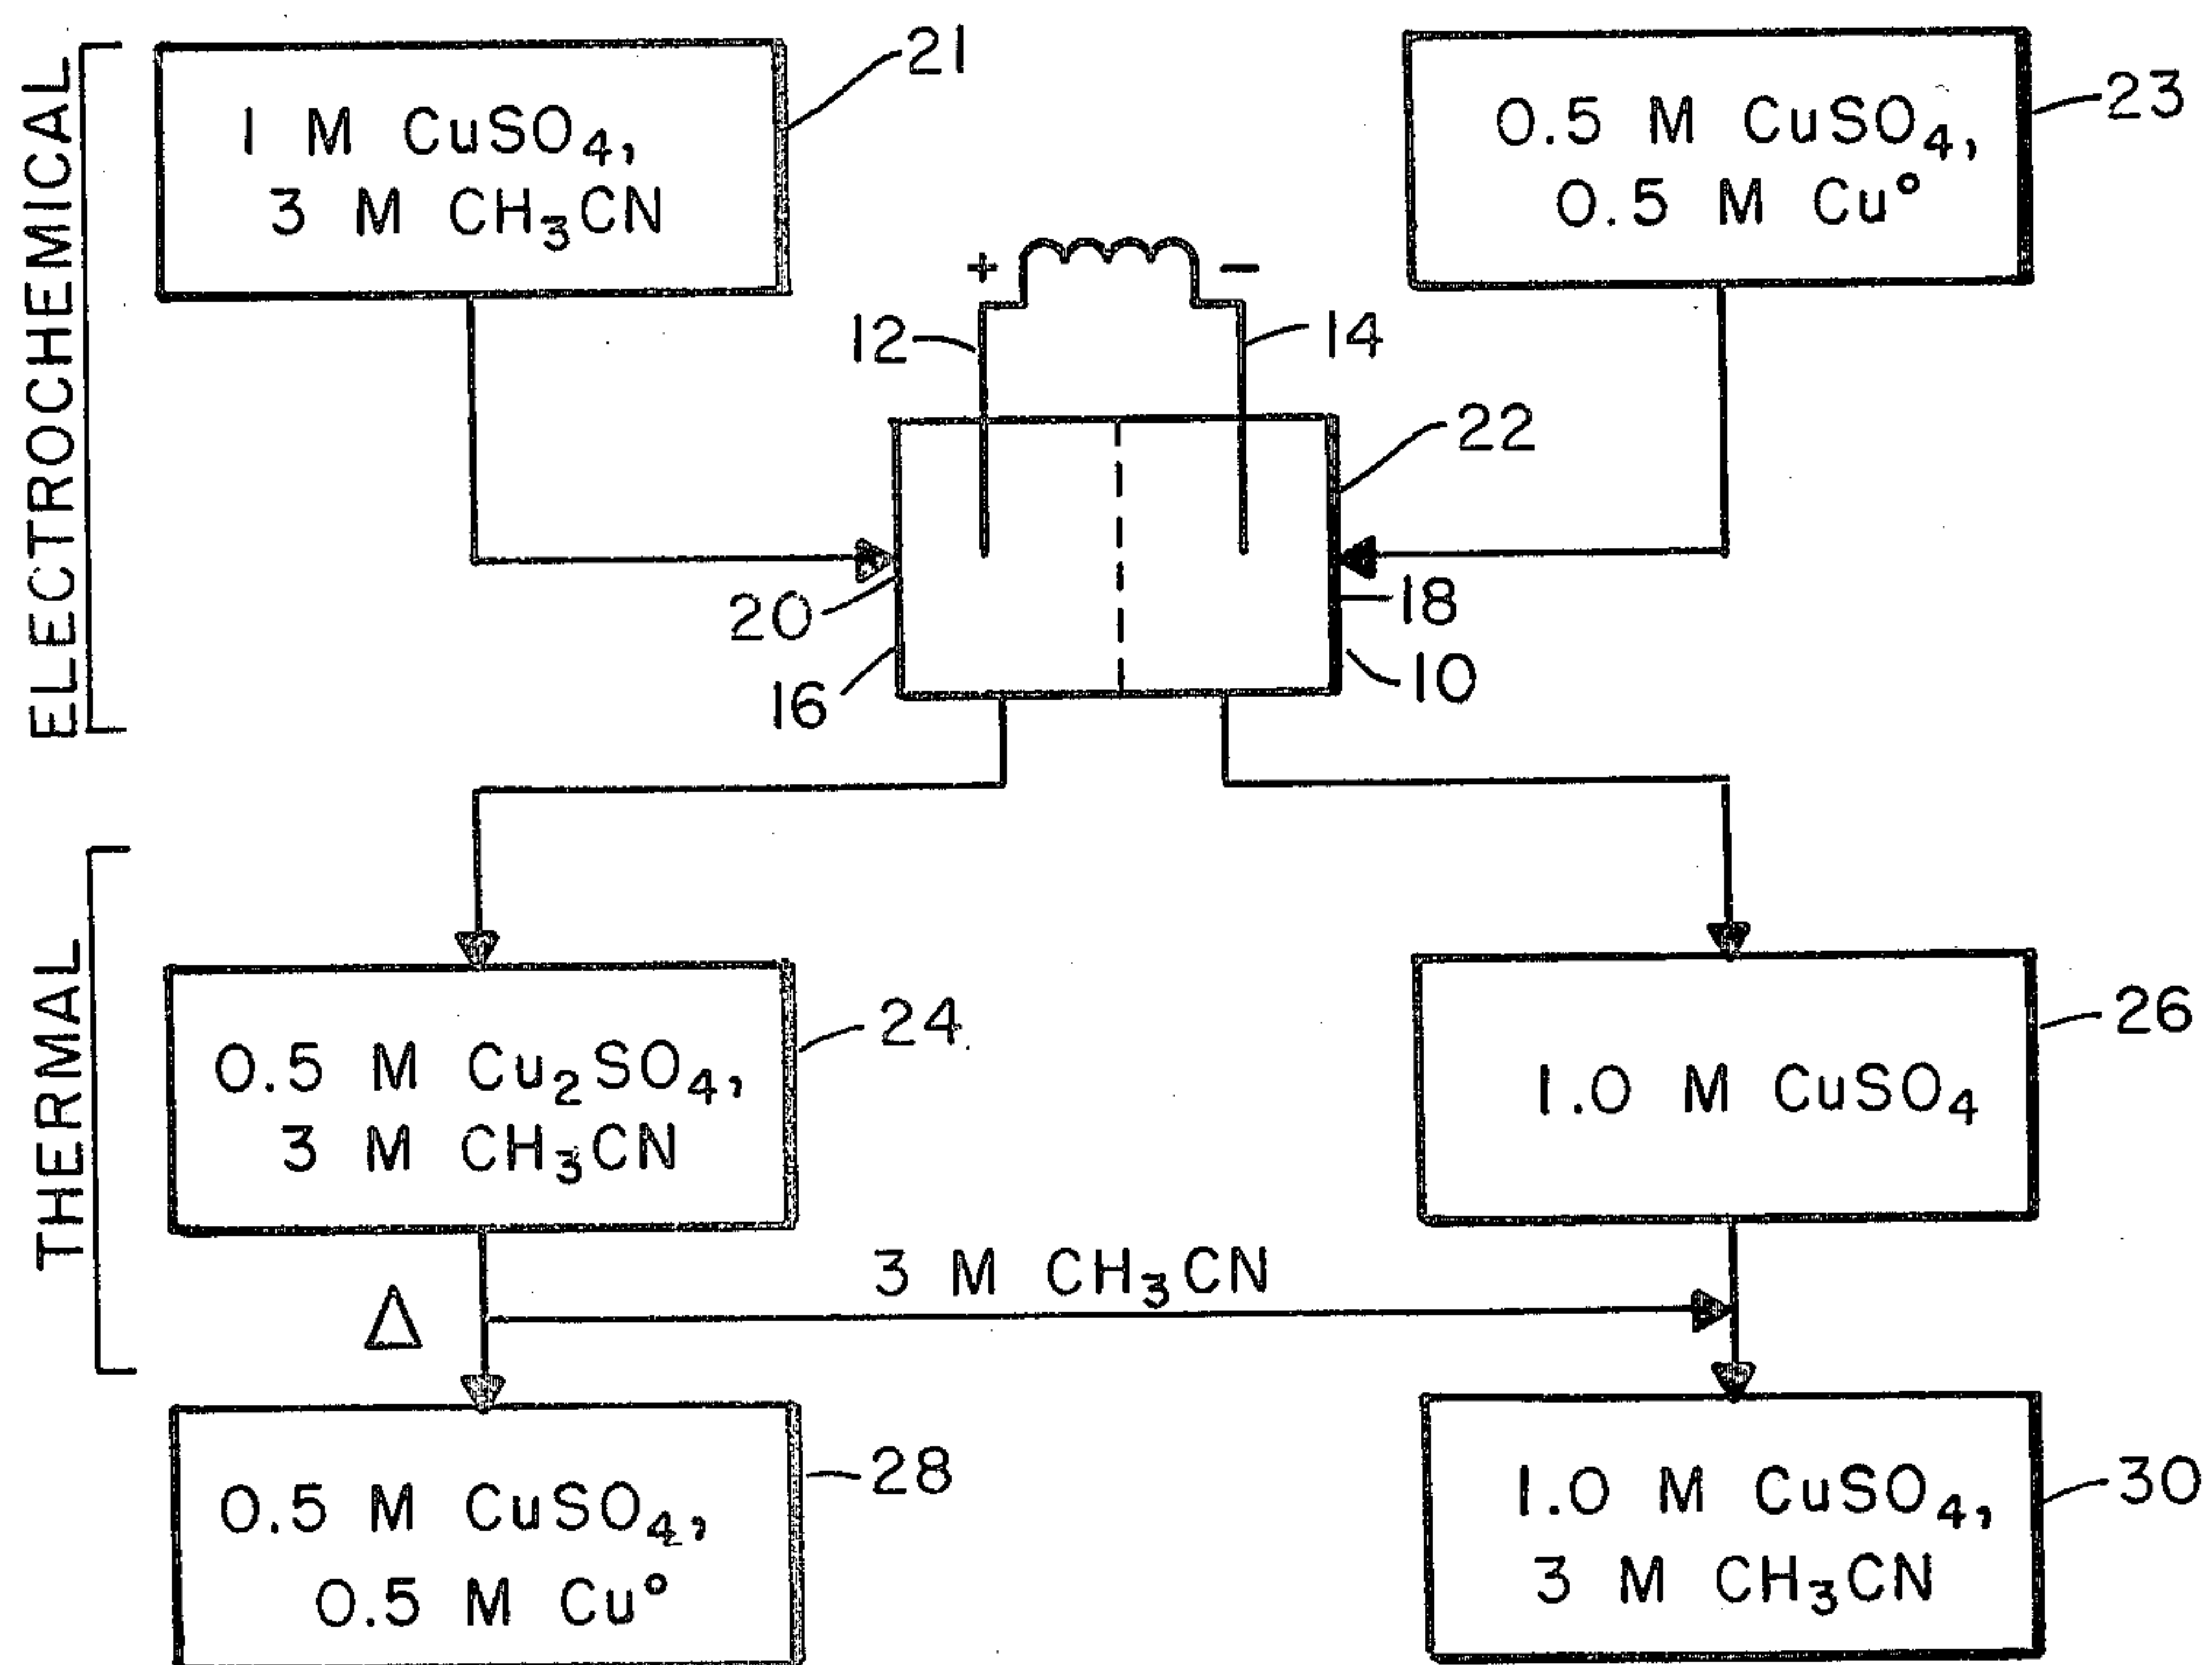 ELECTROCHEMICAL
1 M CuSO₄,
3 M CH₃CN
21
0.5 M CuSO₄,
0.5 M Cu°
23
+
−
12
14
22
20
18
16
10
THERMAL
0.5 M Cu₂SO₄,
3 M CH₃CN
24
1.0 M CuSO₄
26
3 M CH₃CN
Δ
0.5 M CuSO₄,
0.5 M Cu°
28
1.0 M CuSO₄,
3 M CH₃CN
30